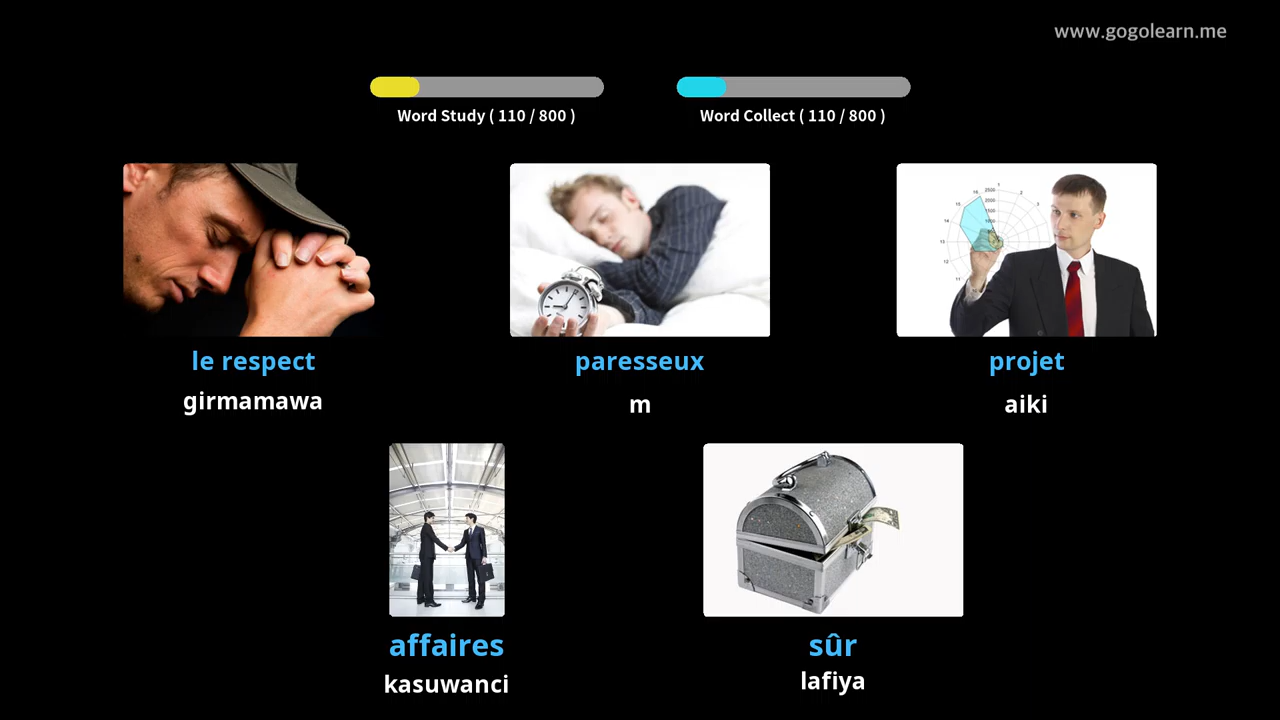 www.gogolearn.me
Word Study ( 110 / 800 )
Word Collect ( 110 / 800 )
le respect
paresseux
projet
girmamawa
m
aiki
affaires
sûr
kasuwanci
lafiya